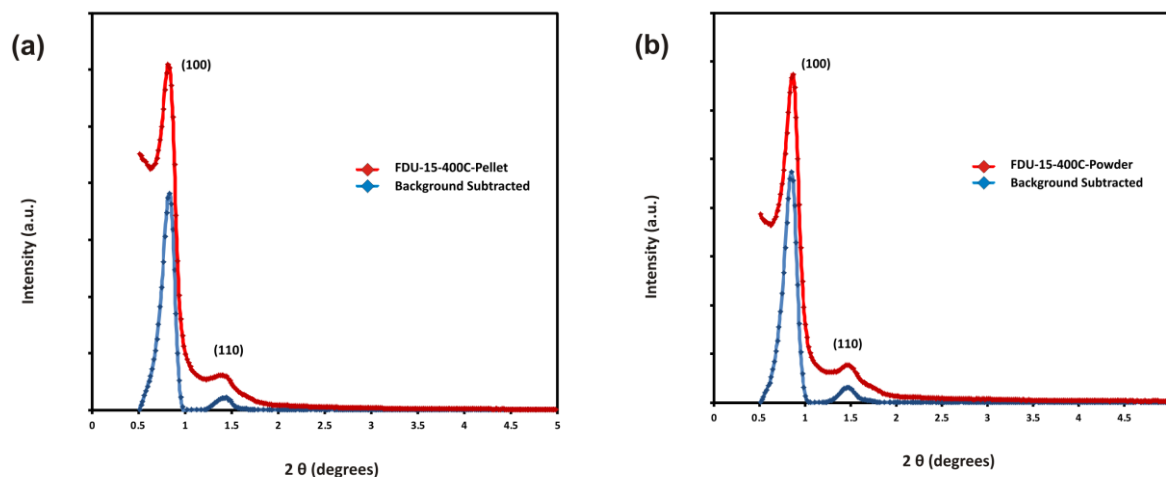 (a)
(100)
FDU-15-400C-Pellet
Background Subtracted
(110)
Intensity (a.u.)
0 0.5 1 1.5 2 2.5 3 3.5 4 4.5 5
2 θ (degrees)
(b)
(100)
FDU-15-400C-Powder
Background Subtracted
(110)
Intensity (a.u.)
0 0.5 1 1.5 2 2.5 3 3.5 4 4.5
2 θ (degrees)